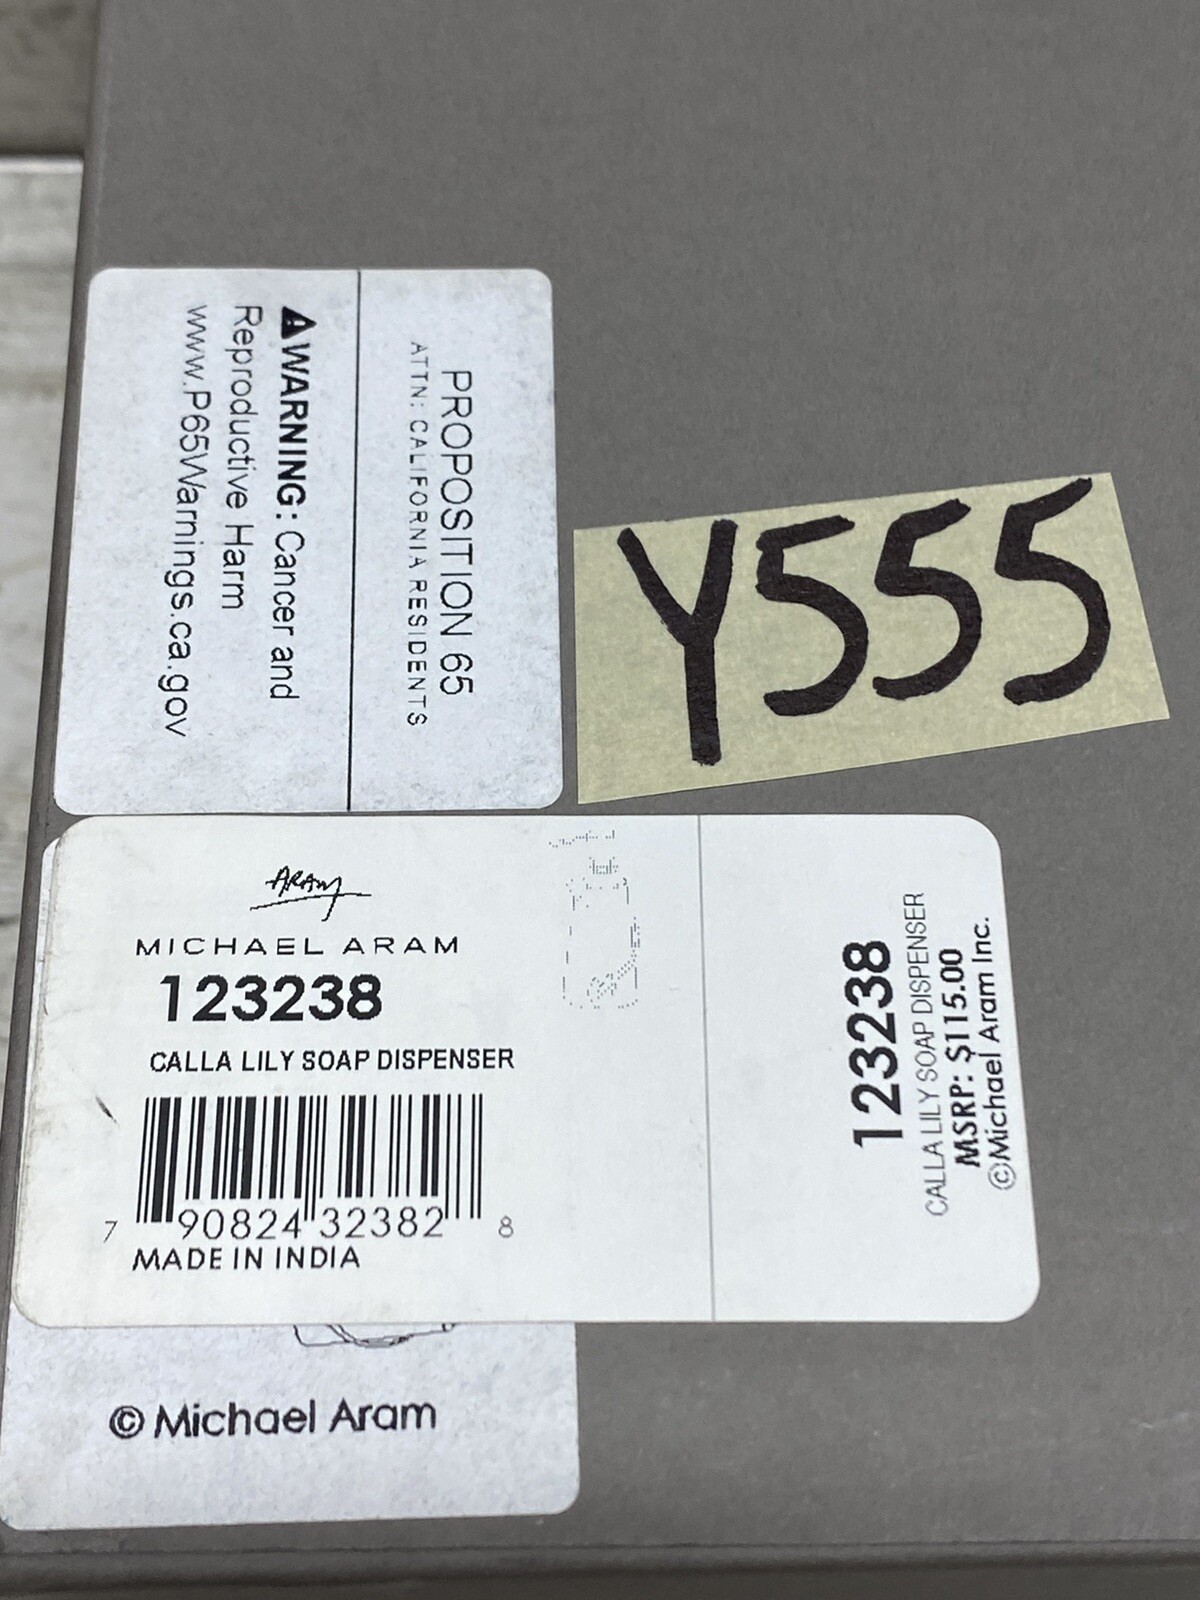 PROPOSITION 65
ATTN: CALIFORNIA RESIDENTS
WARNING: Cancer and
Reproductive Harm
www.P65Warnings.ca.gov
Y555
ARAM
MICHAEL ARAM
123238
CALLA LILY SOAP DISPENSER
7 90824 32382 8
MADE IN INDIA
123238
CALLA LILY SOAP DISPENSER
MSRP: $115.00
©Michael Aram Inc.
© Michael Aram